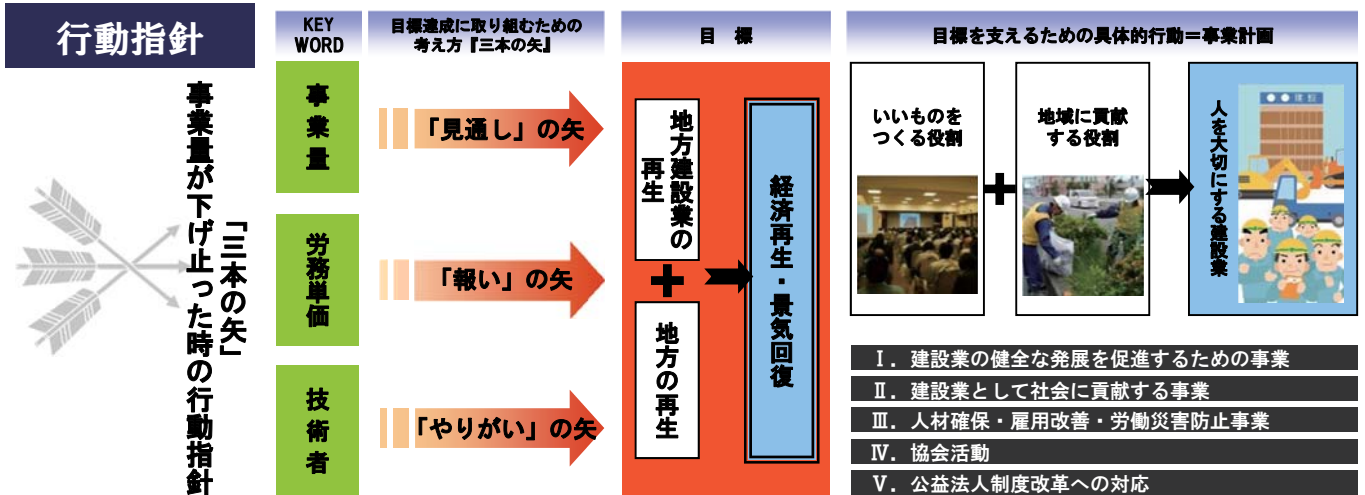 行動指針
「三本の矢」
事業量が下げ止った時の行動指針
KEY
WORD
事業量
労務単価
技術者
目標達成に取り組むための
考え方『三本の矢』
「見通し」の矢
「報い」の矢
「やりがい」の矢
目 標
地方建設業の
再生
+
地方の再生
経済再生・景気回復
目標を支えるための具体的行動＝事業計画
いいものを
つくる役割
+
地域に貢献
する役割
人を大切にする建設業
Ⅰ．建設業の健全な発展を促進するための事業
Ⅱ．建設業として社会に貢献する事業
Ⅲ．人材確保・雇用改善・労働災害防止事業
Ⅳ．協会活動
Ⅴ．公益法人制度改革への対応